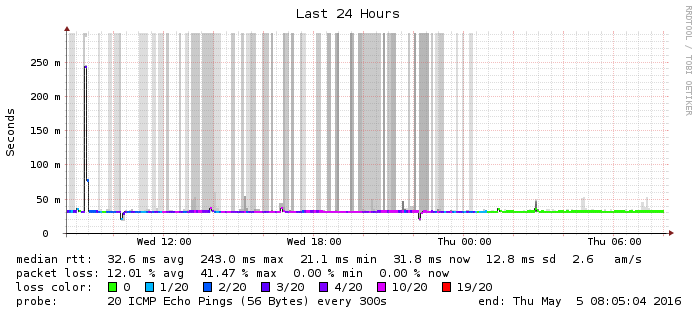 Last 24 Hours
RRDTOOL / TOBI OETIKER
Seconds
250 m
200 m
150 m
100 m
50 m
0
Wed 12:00 Wed 18:00 Thu 00:00 Thu 06:00
median rtt: 32.6 ms avg 243.0 ms max 21.1 ms min 31.8 ms now 12.8 ms sd 2.6 am/s
packet loss: 12.01 % avg 41.47 % max 0.00 % min 0.00 % now
loss color: 0 1/20 2/20 3/20 4/20 10/20 19/20
probe: 20 ICMP Echo Pings (56 Bytes) every 300s end: Thu May 5 08:05:04 2016